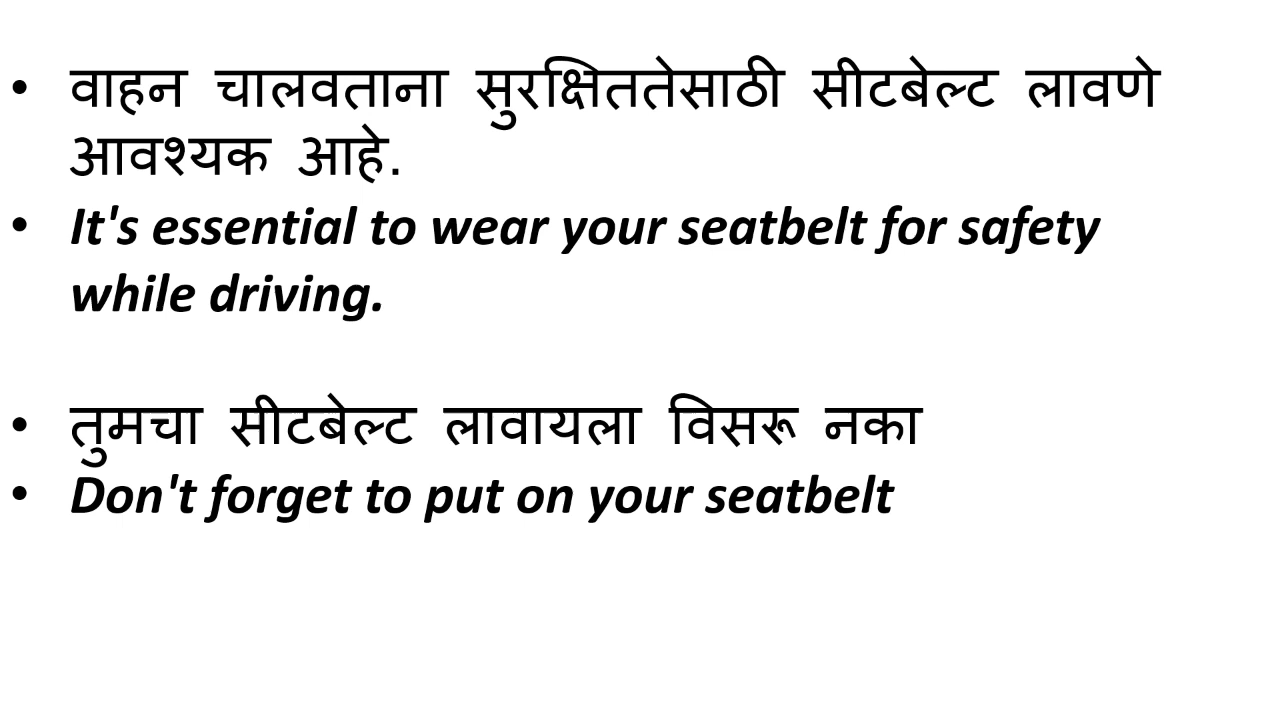 • वाहन चालवताना सुरक्षिततेसाठी सीटबेल्ट लावणे
आवश्यक आहे.
• It's essential to wear your seatbelt for safety
while driving.
• तुमचा सीटबेल्ट लावायला विसरू नका
• Don't forget to put on your seatbelt